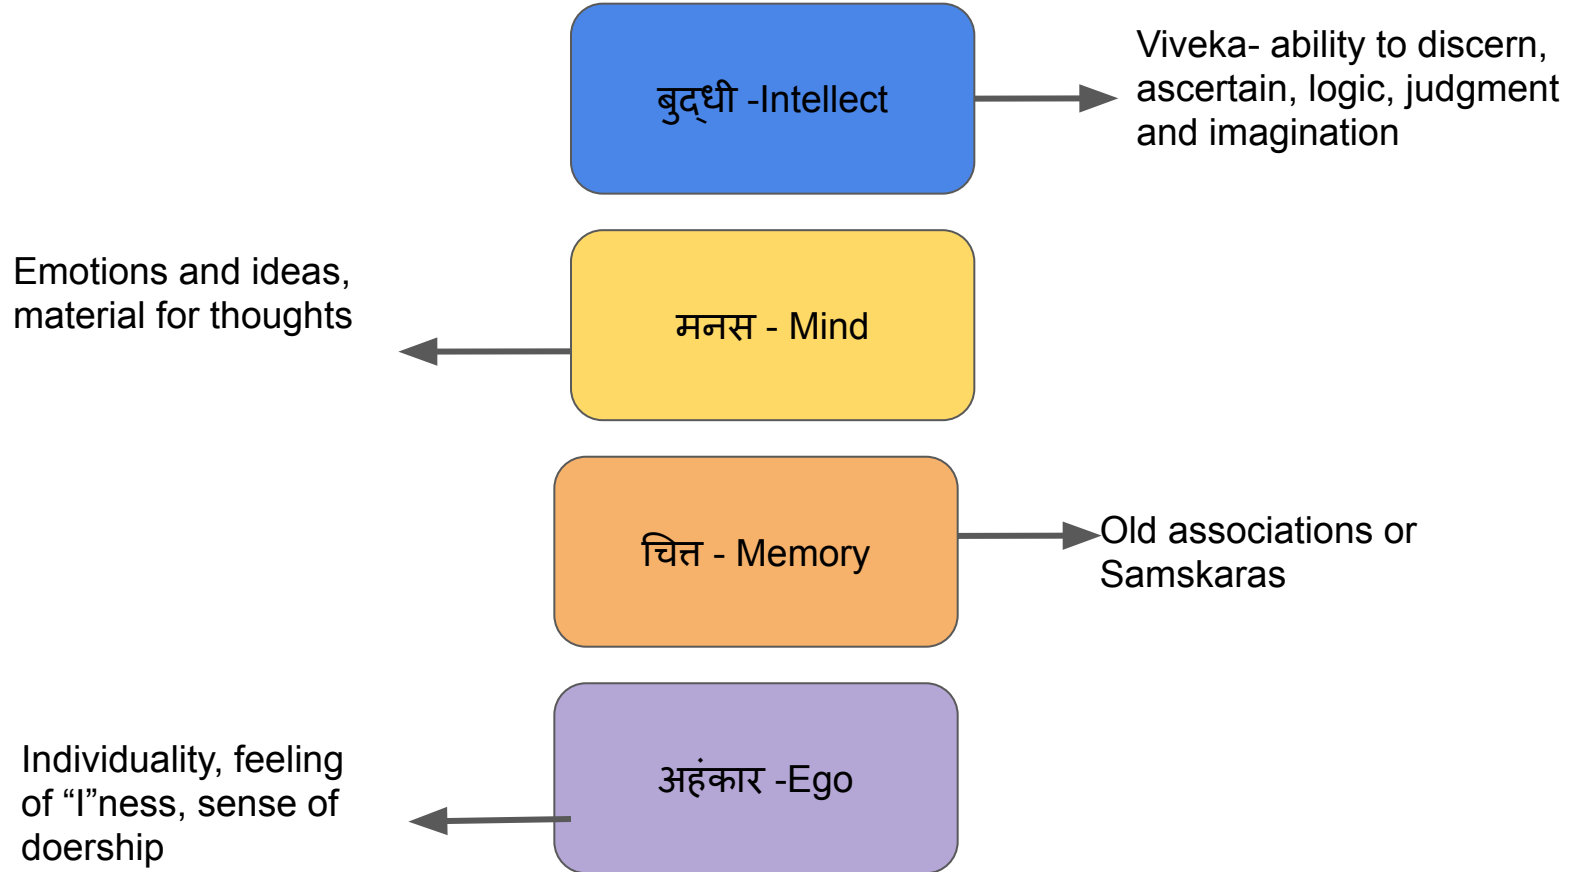 बुद्धी -Intellect
Viveka- ability to discern,
ascertain, logic, judgment
and imagination
Emotions and ideas,
material for thoughts
मनस - Mind
चित्त - Memory
Old associations or
Samskaras
Individuality, feeling
of “I”ness, sense of
doership
अहंकार -Ego